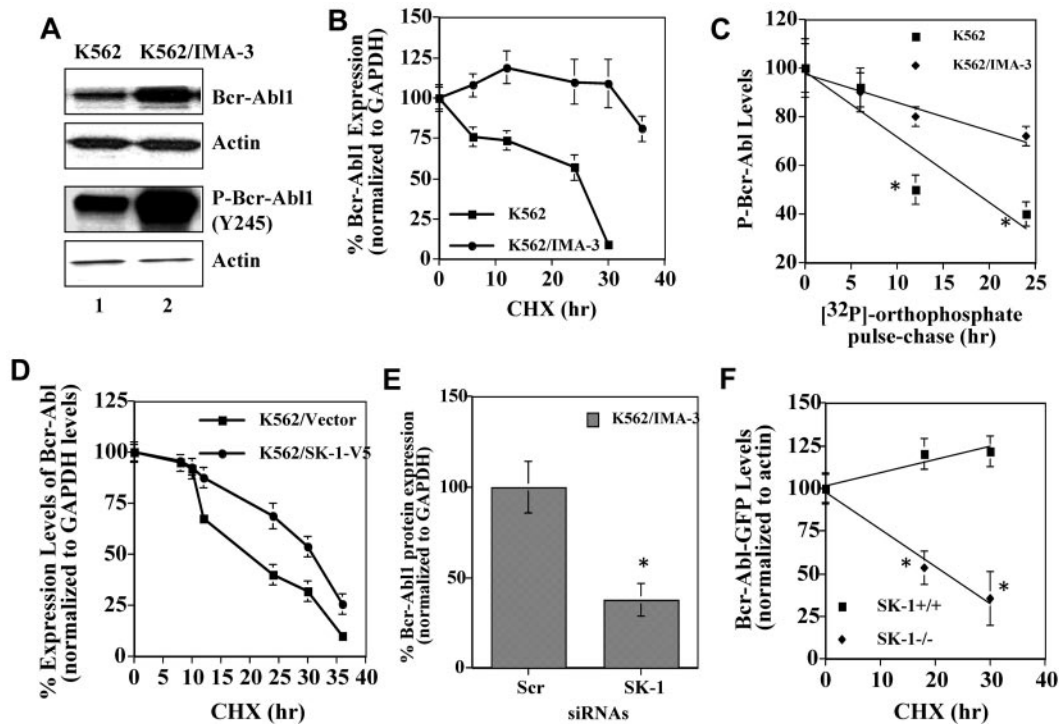 A
K562 K562/IMA-3
Bcr-Abl1
Actin
P-Bcr-Abl1
(Y245)
Actin
1 2
B
% Bcr-Abl1 Expression
(normalized to GAPDH)
150
125
100
75
50
25
0
K562
K562/IMA-3
0 10 20 30 40
CHX (hr)
C
P-Bcr-Abl Levels
120
100
80
60
40
20
K562
K562/IMA-3
*
*
0 5 10 15 20 25
[32P]-orthophosphate
pulse-chase (hr)
D
% Expression Levels of Bcr-Abl
(normalized to GAPDH levels)
125
100
75
50
25
0
K562/Vector
K562/SK-1-V5
0 5 10 15 20 25 30 35 40
CHX (hr)
E
% Bcr-Abl1 protein expression
(normalized to GAPDH)
150
100
50
0
K562/IMA-3
*
Scr SK-1
siRNAs
F
Bcr-Abl-GFP Levels
(normalized to actin)
150
125
100
75
50
25
0
*
*
SK-1+/+
SK-1-/-
0 10 20 30 40
CHX (hr)